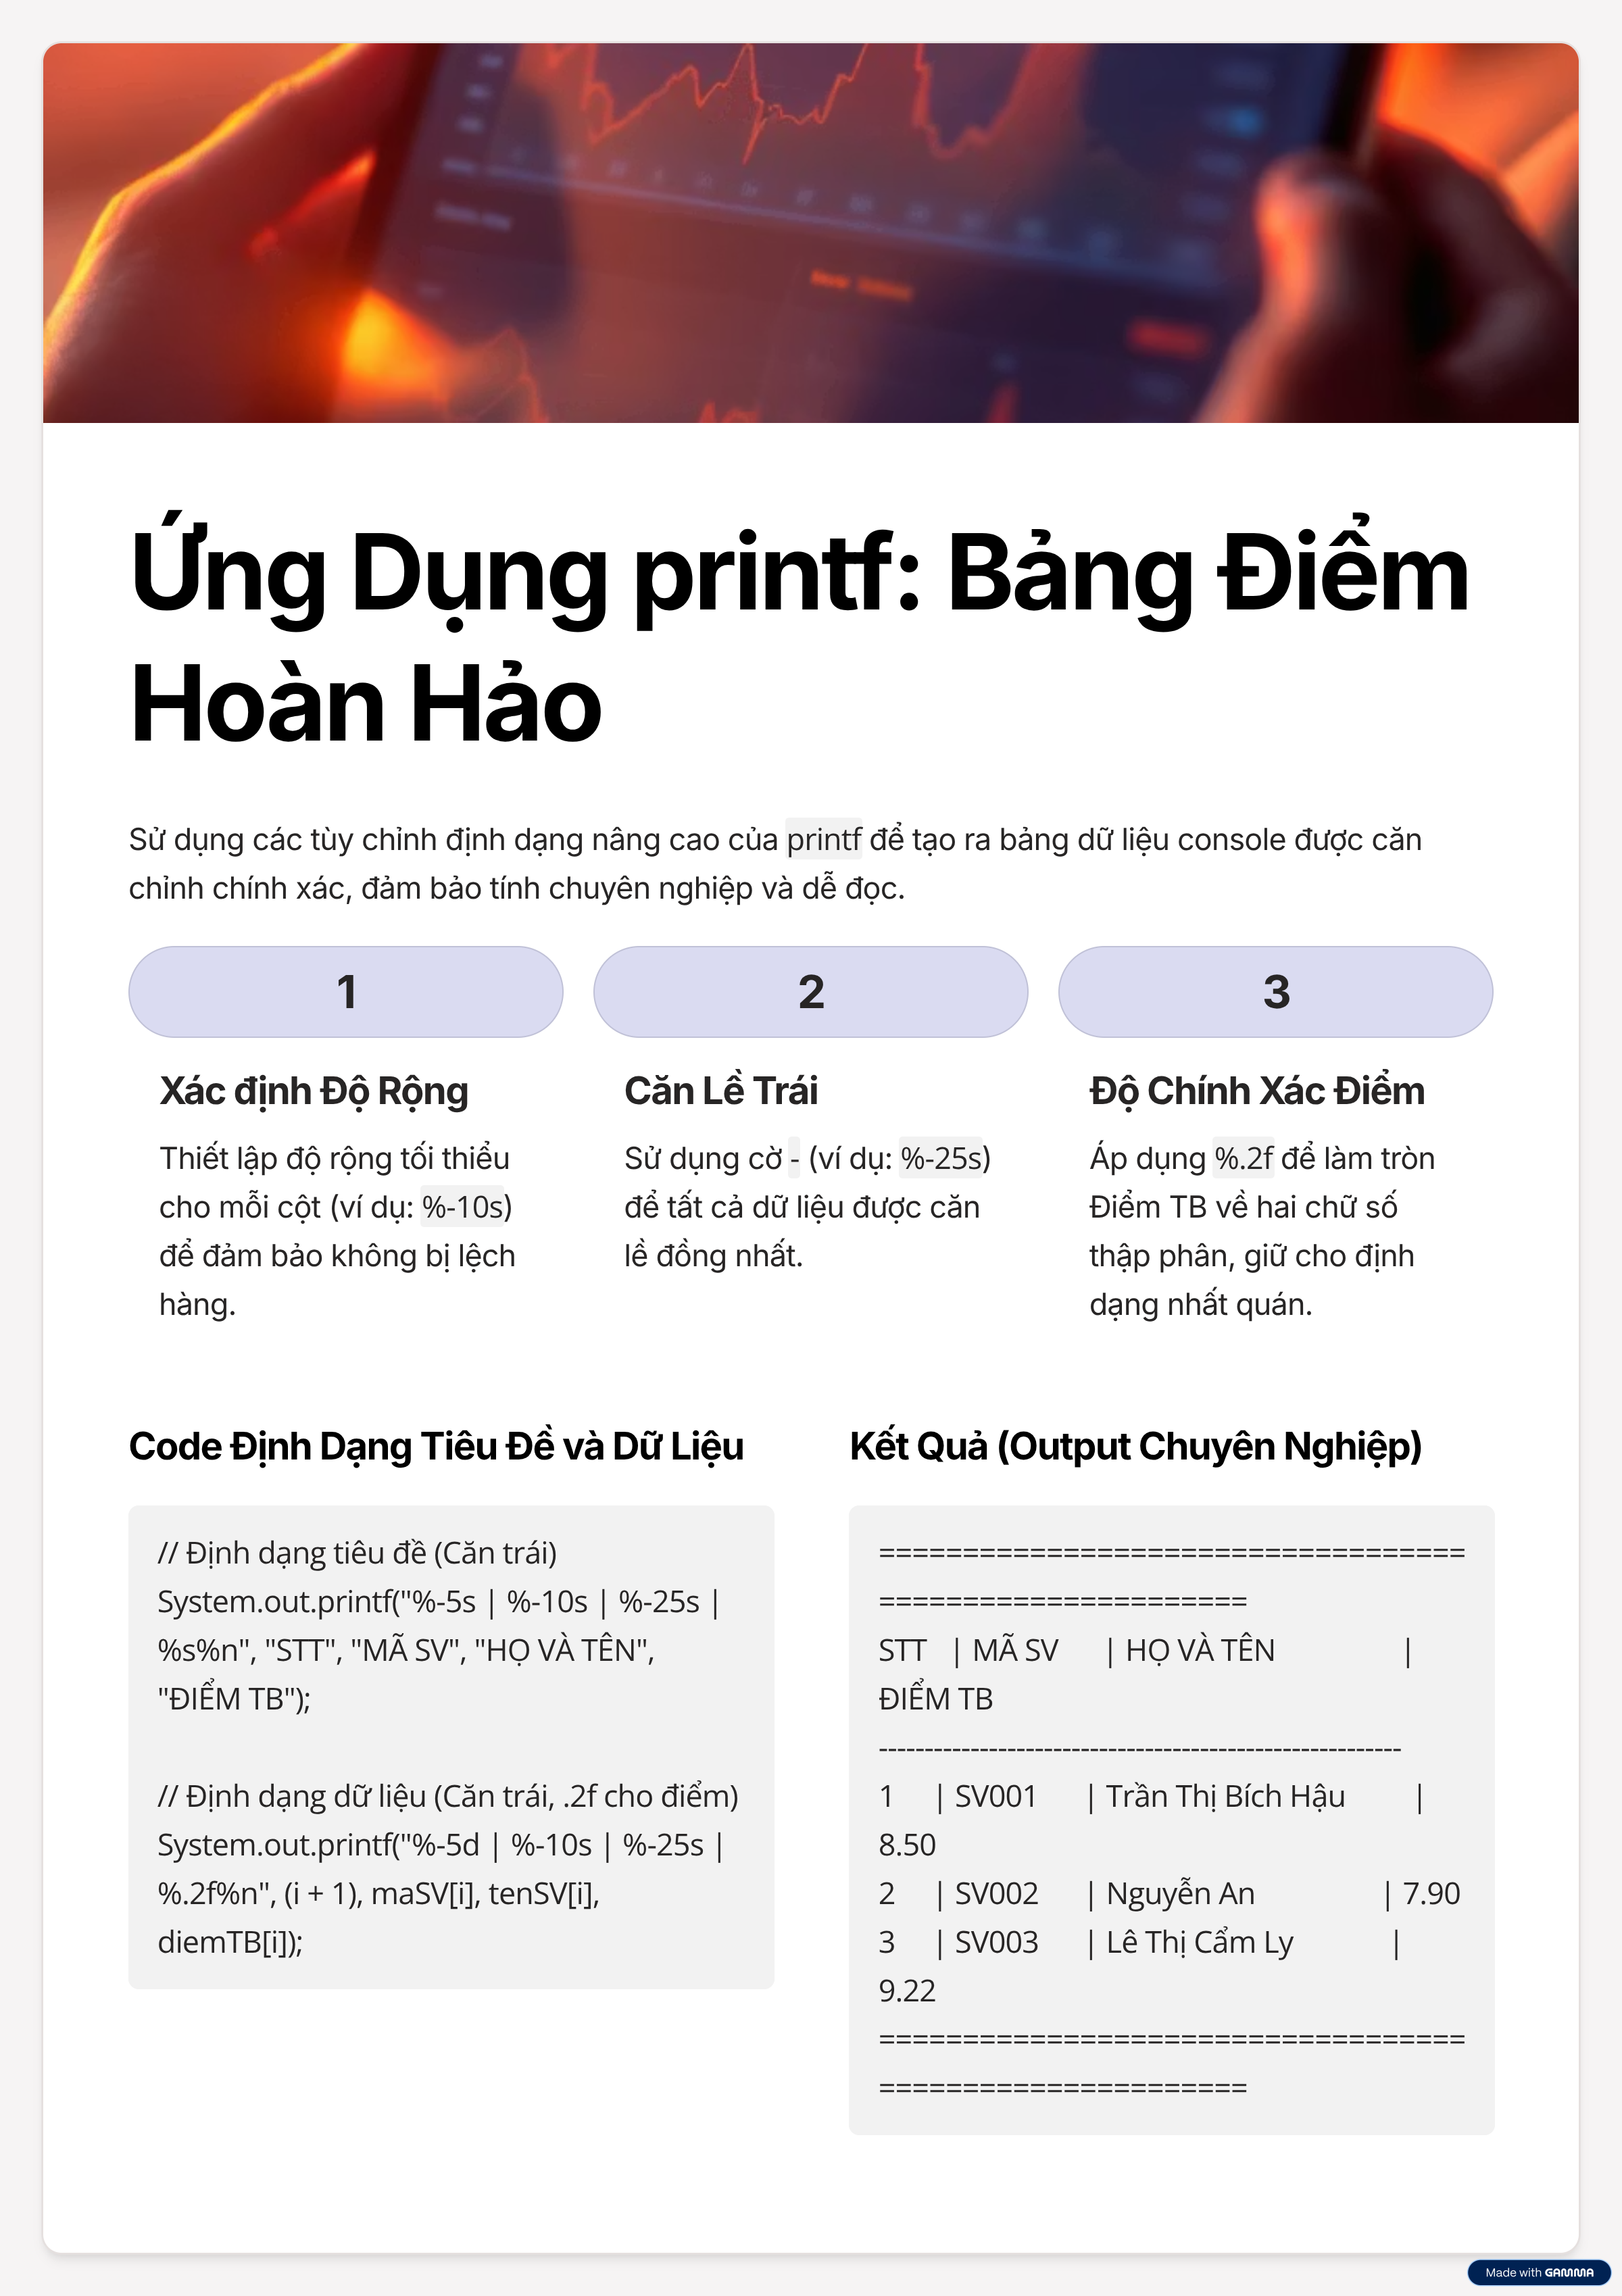 Ứng Dụng printf: Bảng Điểm
Hoàn Hảo
Sử dụng các tùy chỉnh định dạng nâng cao của printf để tạo ra bảng dữ liệu console được căn
chỉnh chính xác, đảm bảo tính chuyên nghiệp và dễ đọc.
1
Xác định Độ Rộng
Thiết lập độ rộng tối thiểu
cho mỗi cột (ví dụ: %-10s)
để đảm bảo không bị lệch
hàng.
2
Căn Lề Trái
Sử dụng cờ - (ví dụ: %-25s)
để tất cả dữ liệu được căn
lề đồng nhất.
3
Độ Chính Xác Điểm
Áp dụng %.2f để làm tròn
Điểm TB về hai chữ số
thập phân, giữ cho định
dạng nhất quán.
Code Định Dạng Tiêu Đề và Dữ Liệu
// Định dạng tiêu đề (Căn trái)
System.out.printf("%-5s | %-10s | %-25s |
%s%n", "STT", "MÃ SV", "HỌ VÀ TÊN",
"ĐIỂM TB");
// Định dạng dữ liệu (Căn trái, .2f cho điểm)
System.out.printf("%-5d | %-10s | %-25s |
%.2f%n", (i + 1), maSV[i], tenSV[i],
diemTB[i]);
Kết Quả (Output Chuyên Nghiệp)
===================================
======================
STT   | MÃ SV      | HỌ VÀ TÊN                 |
ĐIỂM TB
---------------------------------------------------------
1     | SV001      | Trần Thị Bích Hậu         |
8.50
2     | SV002      | Nguyễn An                 | 7.90
3     | SV003      | Lê Thị Cẩm Ly             |
9.22
===================================
======================
Made with GAMMA